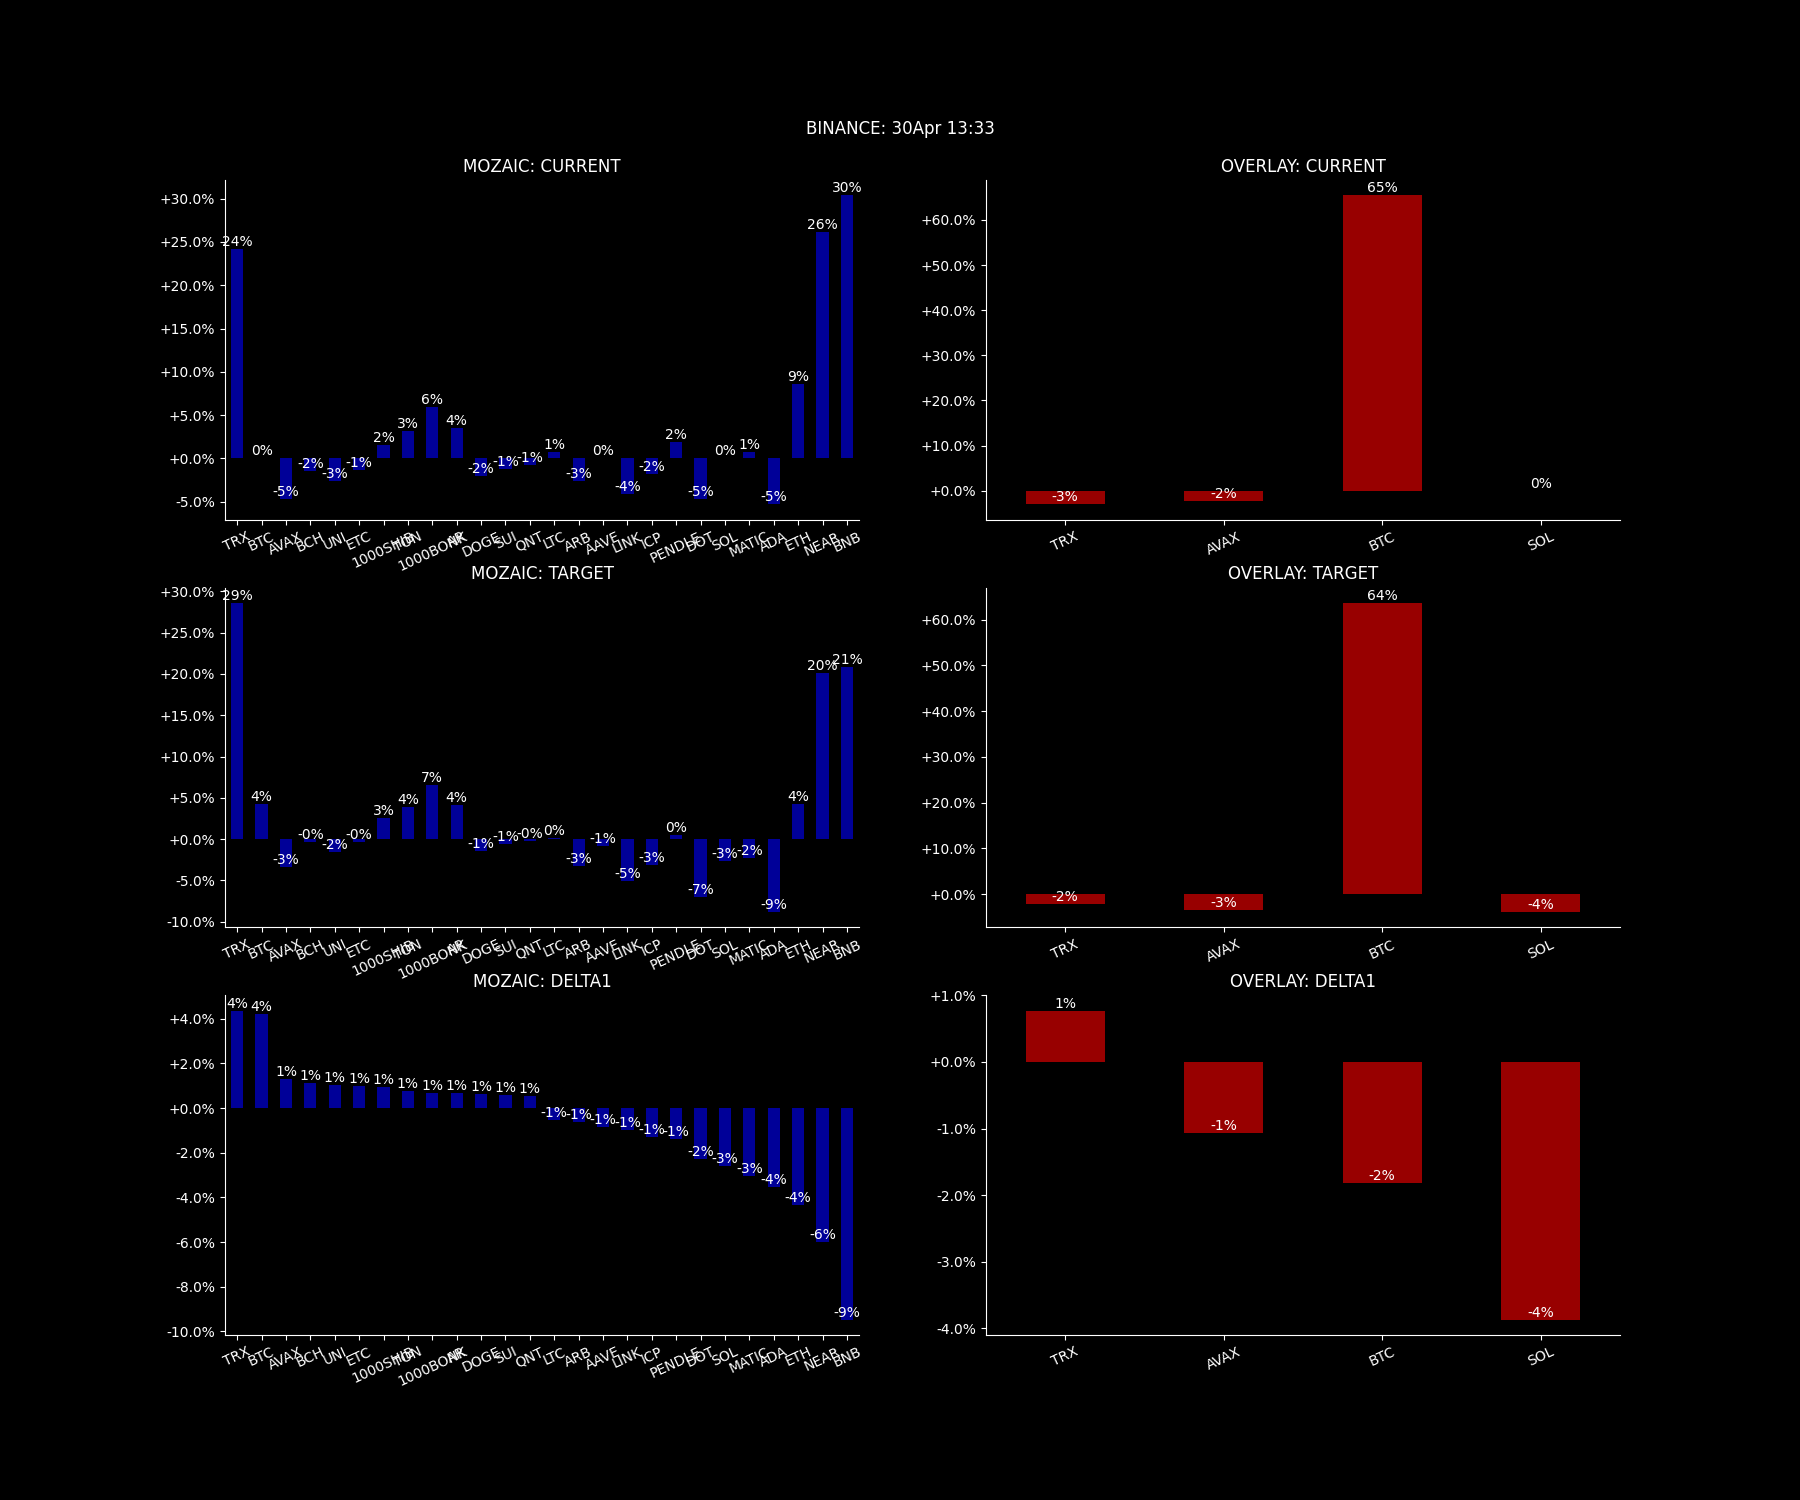 BINANCE: 30Apr 13:33
MOZAIC: CURRENT
+30.0%
+25.0%
+20.0%
+15.0%
+10.0%
+5.0%
+0.0%
-5.0%
24% 0% -5% -2% -3% -1% 2% 3% 6% 4% -2% -1% -1% 1% -3% 0% -4% -2% 2% -5% 0% 1% -5% 9% 26% 30%
TRX BTC AVAX BCH UNI ETC 1000SHIB TON 1000BONK DOGE SUI QNT LTC ARB AAVE LINK ICP PENDLE DOT SOL MATIC ADA ETH NEAR BNB
OVERLAY: CURRENT
+60.0%
+50.0%
+40.0%
+30.0%
+20.0%
+10.0%
+0.0%
-3% -2% 65% 0%
TRX AVAX BTC SOL
MOZAIC: TARGET
+30.0%
+25.0%
+20.0%
+15.0%
+10.0%
+5.0%
+0.0%
-5.0%
-10.0%
29% 4% -3% -0% -2% -0% 3% 4% 7% 4% -1% -1% -0% 0% -3% -1% -5% -3% 0% -7% -3% -2% -9% 4% 20% 21%
TRX BTC AVAX BCH UNI ETC 1000SHIB TON 1000BONK DOGE SUI QNT LTC ARB AAVE LINK ICP PENDLE DOT SOL MATIC ADA ETH NEAR BNB
OVERLAY: TARGET
+60.0%
+50.0%
+40.0%
+30.0%
+20.0%
+10.0%
+0.0%
-2% -3% 64% -4%
TRX AVAX BTC SOL
MOZAIC: DELTA1
+4.0%
+2.0%
+0.0%
-2.0%
-4.0%
-6.0%
-8.0%
-10.0%
4% 4% 1% 1% 1% 1% 1% 1% 1% 1% 1% 1% 1% -1% -1% -1% -1% -1% -1% -2% -3% -3% -4% -4% -6% -9%
TRX BTC AVAX BCH UNI ETC 1000SHIB TON 1000BONK DOGE SUI QNT LTC ARB AAVE LINK ICP PENDLE DOT SOL MATIC ADA ETH NEAR BNB
OVERLAY: DELTA1
+1.0%
+0.0%
-1.0%
-2.0%
-3.0%
-4.0%
1% -1% -2% -4%
TRX AVAX BTC SOL